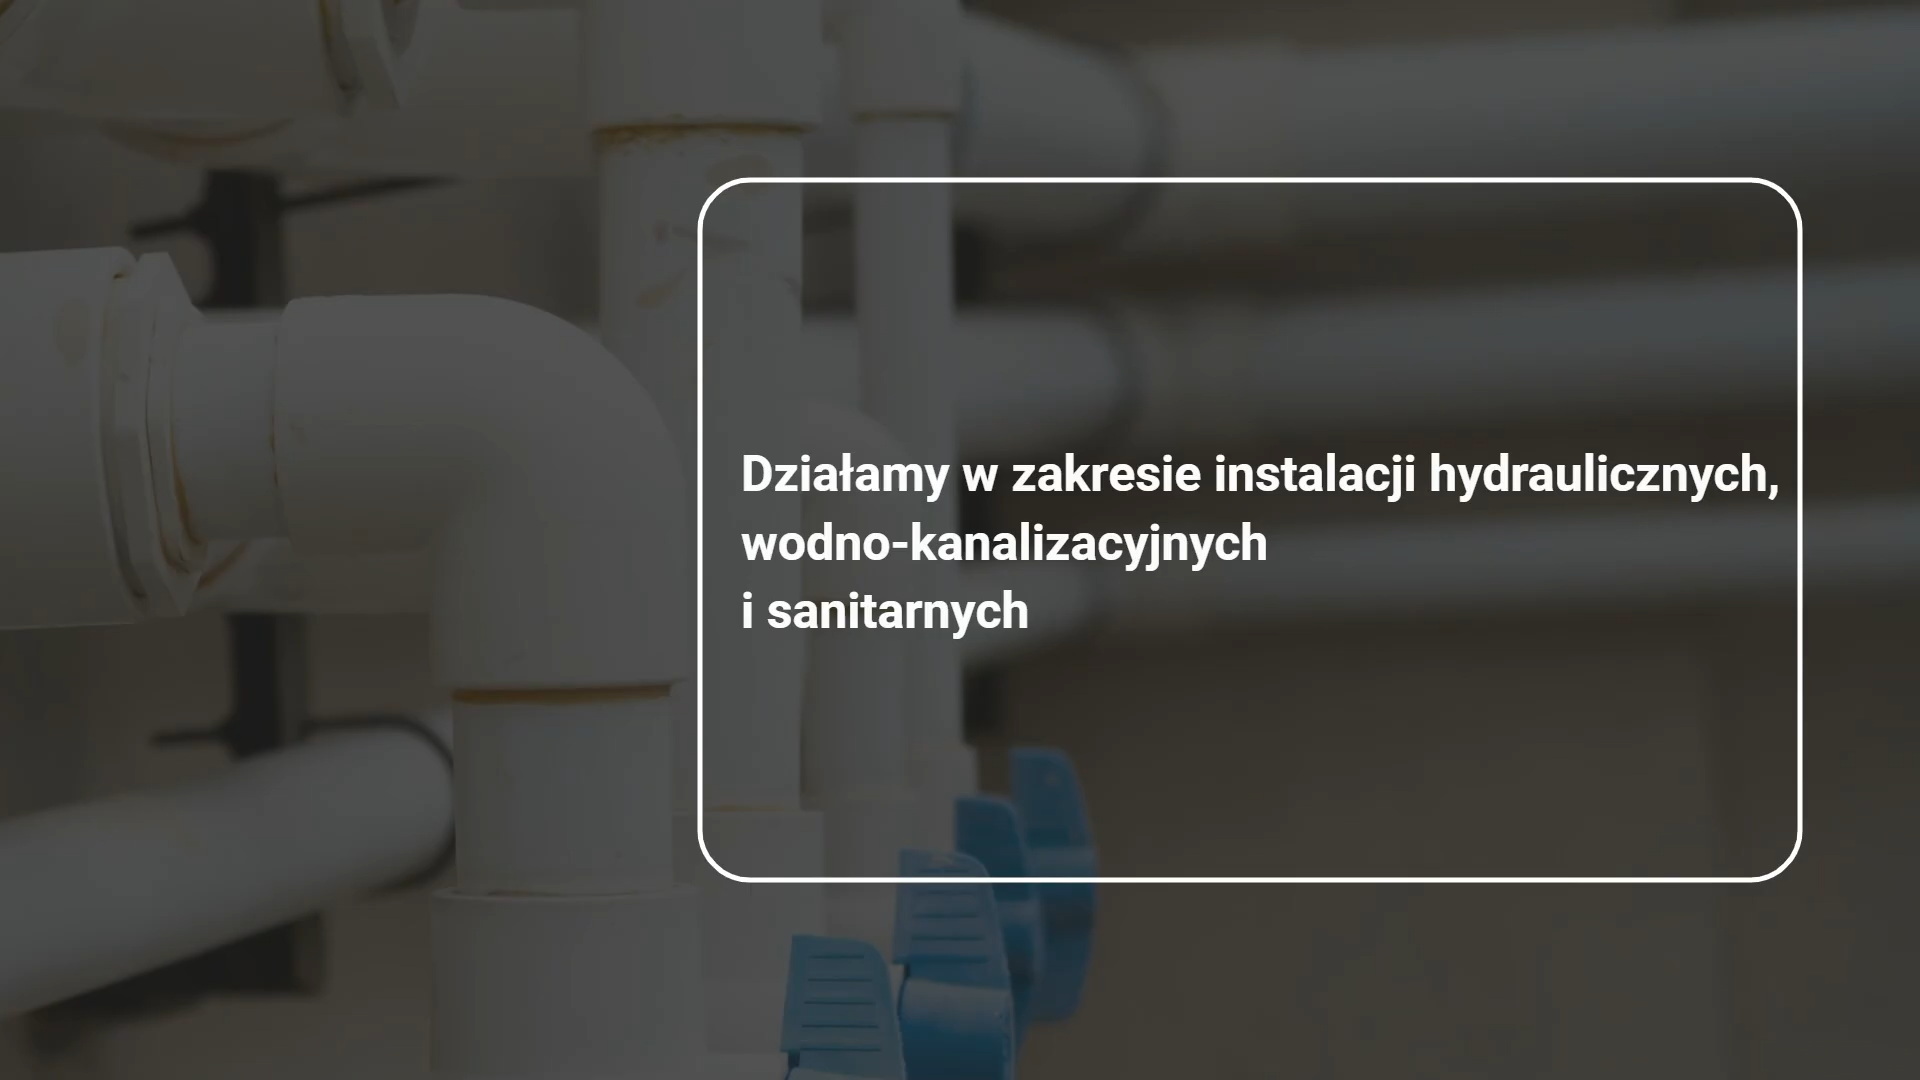 Działamy w zakresie instalacji hydraulicznych,
wodno-kanalizacyjnych
i sanitarnych